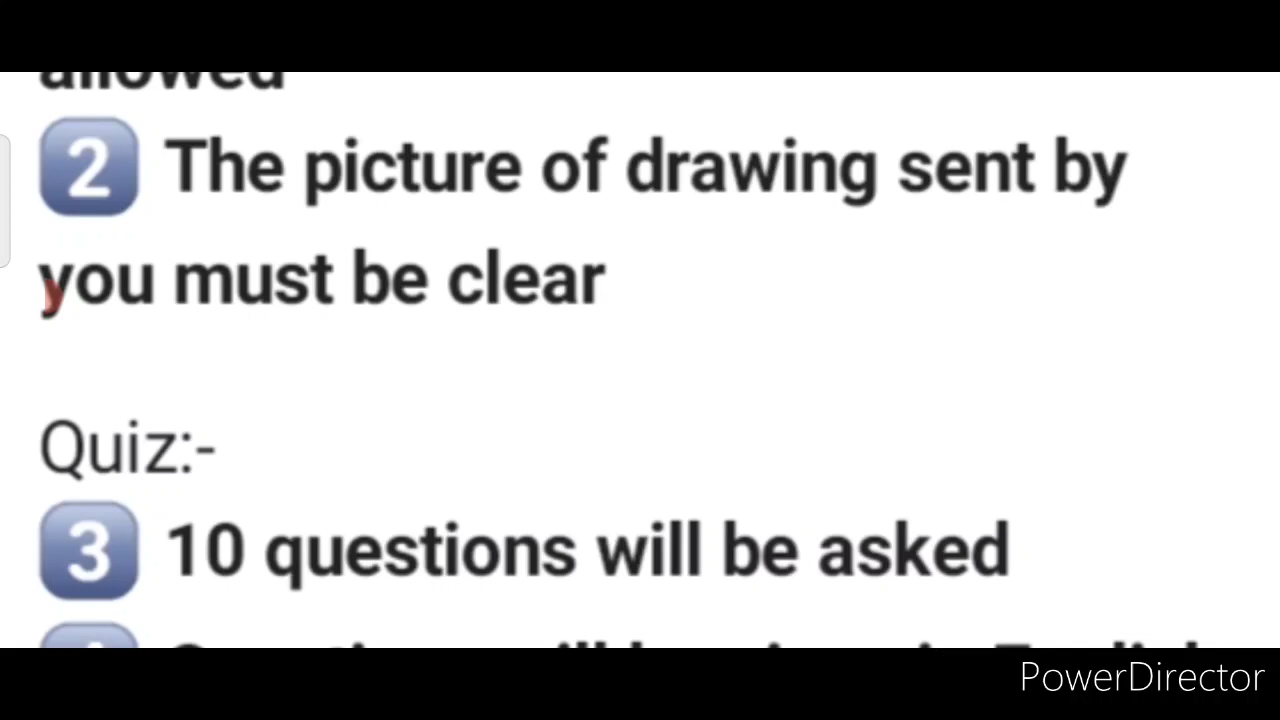 allowed
2 The picture of drawing sent by
you must be clear
Quiz:-
3 10 questions will be asked
PowerDirector